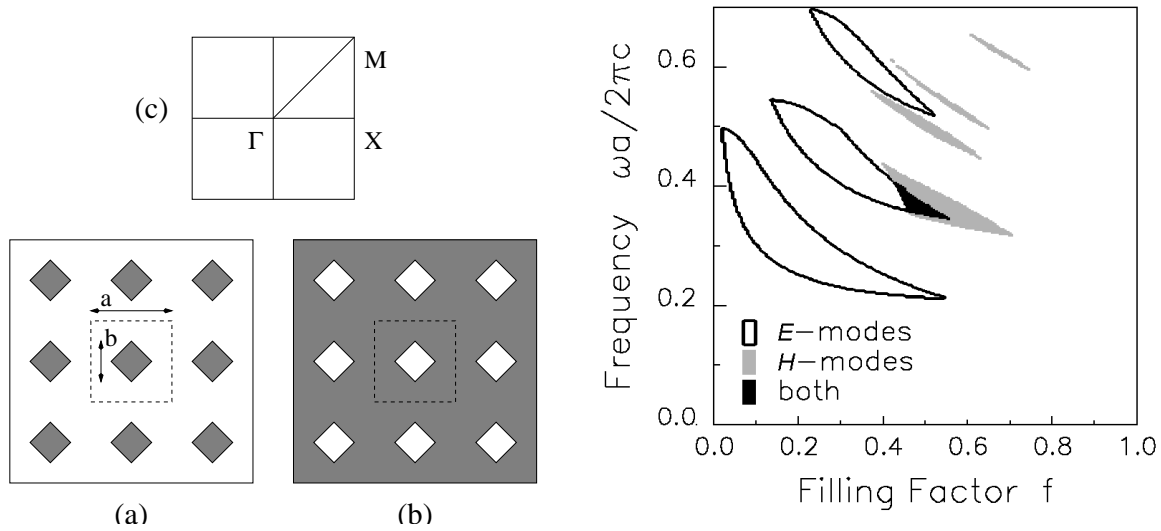 (c)
M
Γ
X
a
b
(a)
(b)
Frequency ωa/2πc
0.6
0.4
0.2
0.0
E-modes
H-modes
both
0.0 0.2 0.4 0.6 0.8 1.0
Filling Factor f